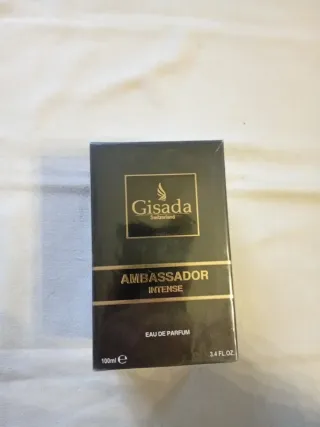 Gisada
Switzerland
AMBASSADOR
INTENSE
EAU DE PARFUM
100ml ℮ 3.4 FL.OZ.